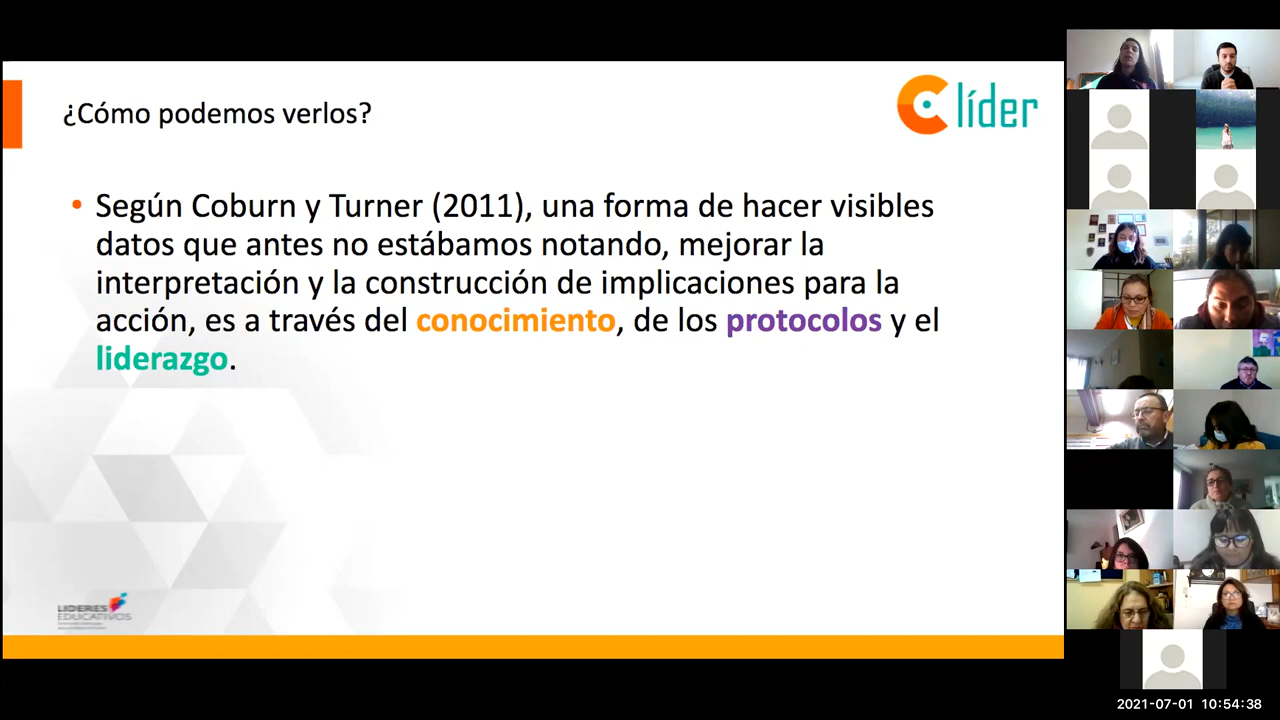 ¿Cómo podemos verlos?
líder
• Según Coburn y Turner (2011), una forma de hacer visibles
datos que antes no estábamos notando, mejorar la
interpretación y la construcción de implicaciones para la
acción, es a través del conocimiento, de los protocolos y el
liderazgo.
LIDERES
EDUCATIVOS
2021-07-01 10:54:38